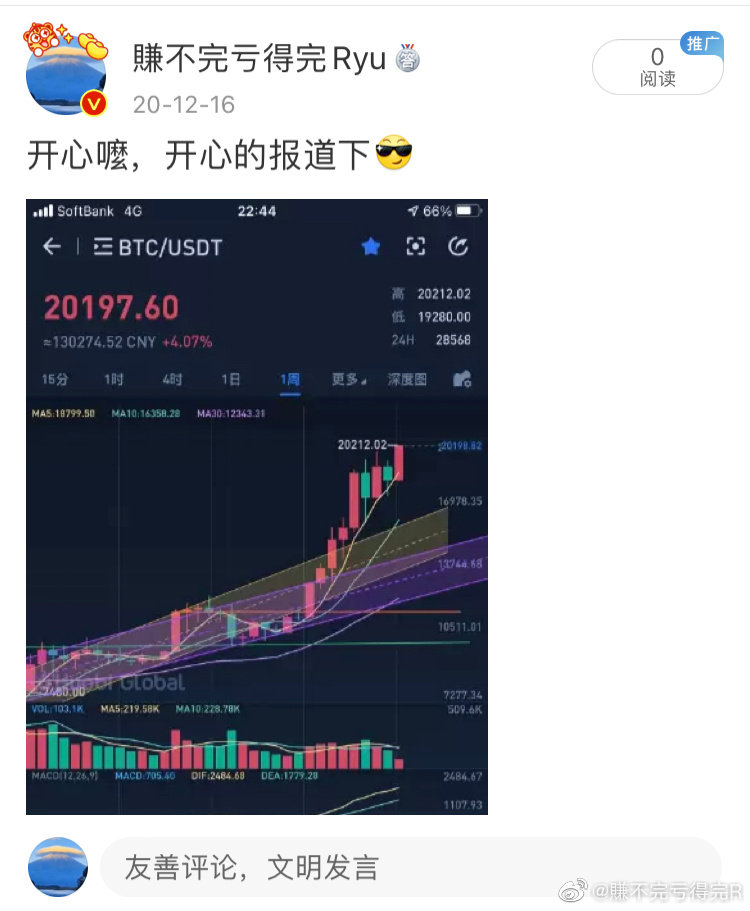 賺不完亏得完Ryu
20-12-16
推广
0
阅读
开心嚒，开心的报道下
SoftBank 4G 22:44 66%
BTC/USDT
20197.60
≈130274.52 CNY +4.07%
高 20212.02
低 19280.00
24H 28568
15分 1时 4时 1日 1周 更多 深度图
MA5:18799.50 MA10:16358.28 MA30:12343.31
20212.02
20198.82
16978.35
13744.68
10511.01
7480.00
Huobi Global
7277.34
VOL:103.1K MA5:219.58K MA10:228.78K
509.6K
MACD(12,26,9) MACD:705.40 DIF:2484.68 DEA:1779.28
2484.67
1107.93
友善评论，文明发言
@賺不完亏得完R